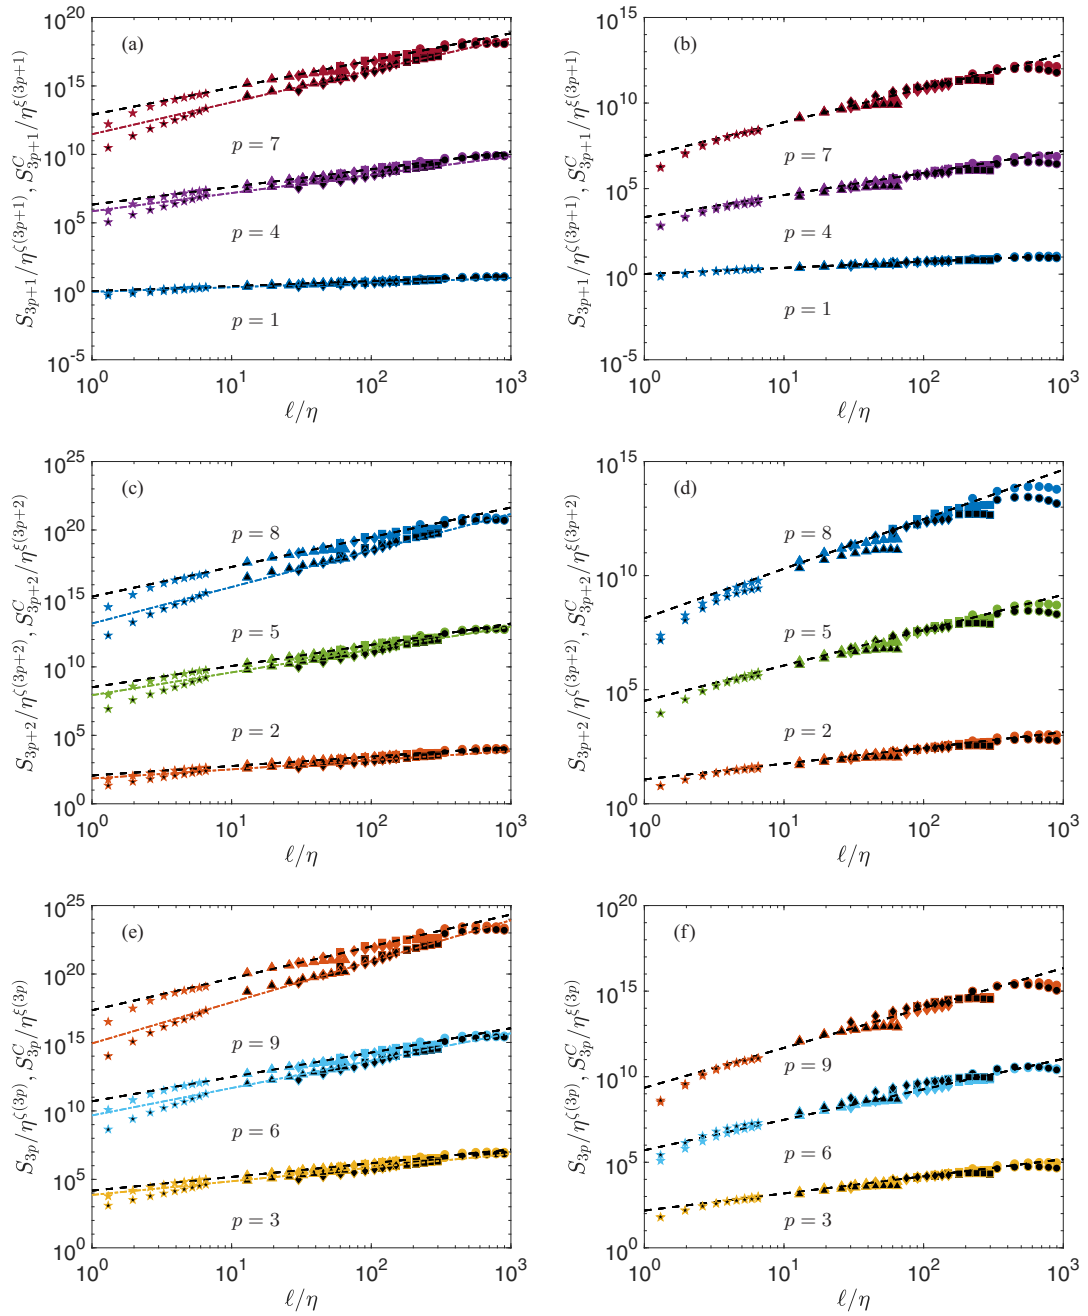 (a)
10^20
10^15
10^10
10^5
10^0
10^-5
S_{3p+1}/η^{ζ(3p+1)}, S^C_{3p+1}/η^{ξ(3p+1)}
p = 7
p = 4
p = 1
10^0 10^1 10^2 10^3
ℓ/η
(b)
10^15
10^10
10^5
10^0
10^-5
S_{3p+1}/η^{ζ(3p+1)}, S^C_{3p+1}/η^{ξ(3p+1)}
p = 7
p = 4
p = 1
10^0 10^1 10^2 10^3
ℓ/η
(c)
10^25
10^20
10^15
10^10
10^5
10^0
S_{3p+2}/η^{ζ(3p+2)}, S^C_{3p+2}/η^{ξ(3p+2)}
p = 8
p = 5
p = 2
10^0 10^1 10^2 10^3
ℓ/η
(d)
10^15
10^10
10^5
10^0
S_{3p+2}/η^{ζ(3p+2)}, S^C_{3p+2}/η^{ξ(3p+2)}
p = 8
p = 5
p = 2
10^0 10^1 10^2 10^3
ℓ/η
(e)
10^25
10^20
10^15
10^10
10^5
10^0
S_{3p}/η^{ζ(3p)}, S^C_{3p}/η^{ξ(3p)}
p = 9
p = 6
p = 3
10^0 10^1 10^2 10^3
ℓ/η
(f)
10^20
10^15
10^10
10^5
10^0
S_{3p}/η^{ζ(3p)}, S^C_{3p}/η^{ξ(3p)}
p = 9
p = 6
p = 3
10^0 10^1 10^2 10^3
ℓ/η